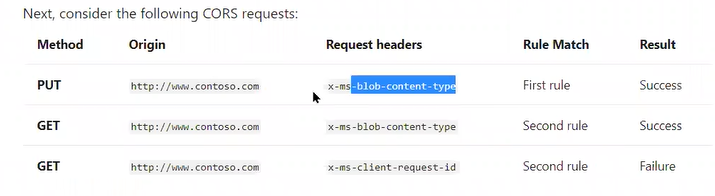 Next, consider the following CORS requests:
Method Origin Request headers Rule Match Result
PUT http://www.contoso.com x-ms-blob-content-type First rule Success
GET http://www.contoso.com x-ms-blob-content-type Second rule Success
GET http://www.contoso.com x-ms-client-request-id Second rule Failure